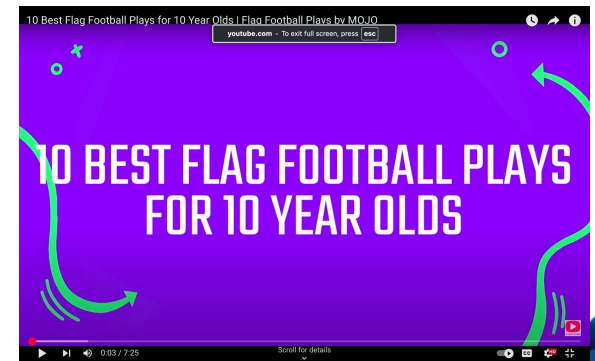 10 Best Flag Football Plays for 10 Year Olds | Flag Football Plays by MOJO
youtube.com - To exit full screen, press esc
10 BEST FLAG FOOTBALL PLAYS
FOR 10 YEAR OLDS
0:03 / 7:25
Scroll for details
CC
HD